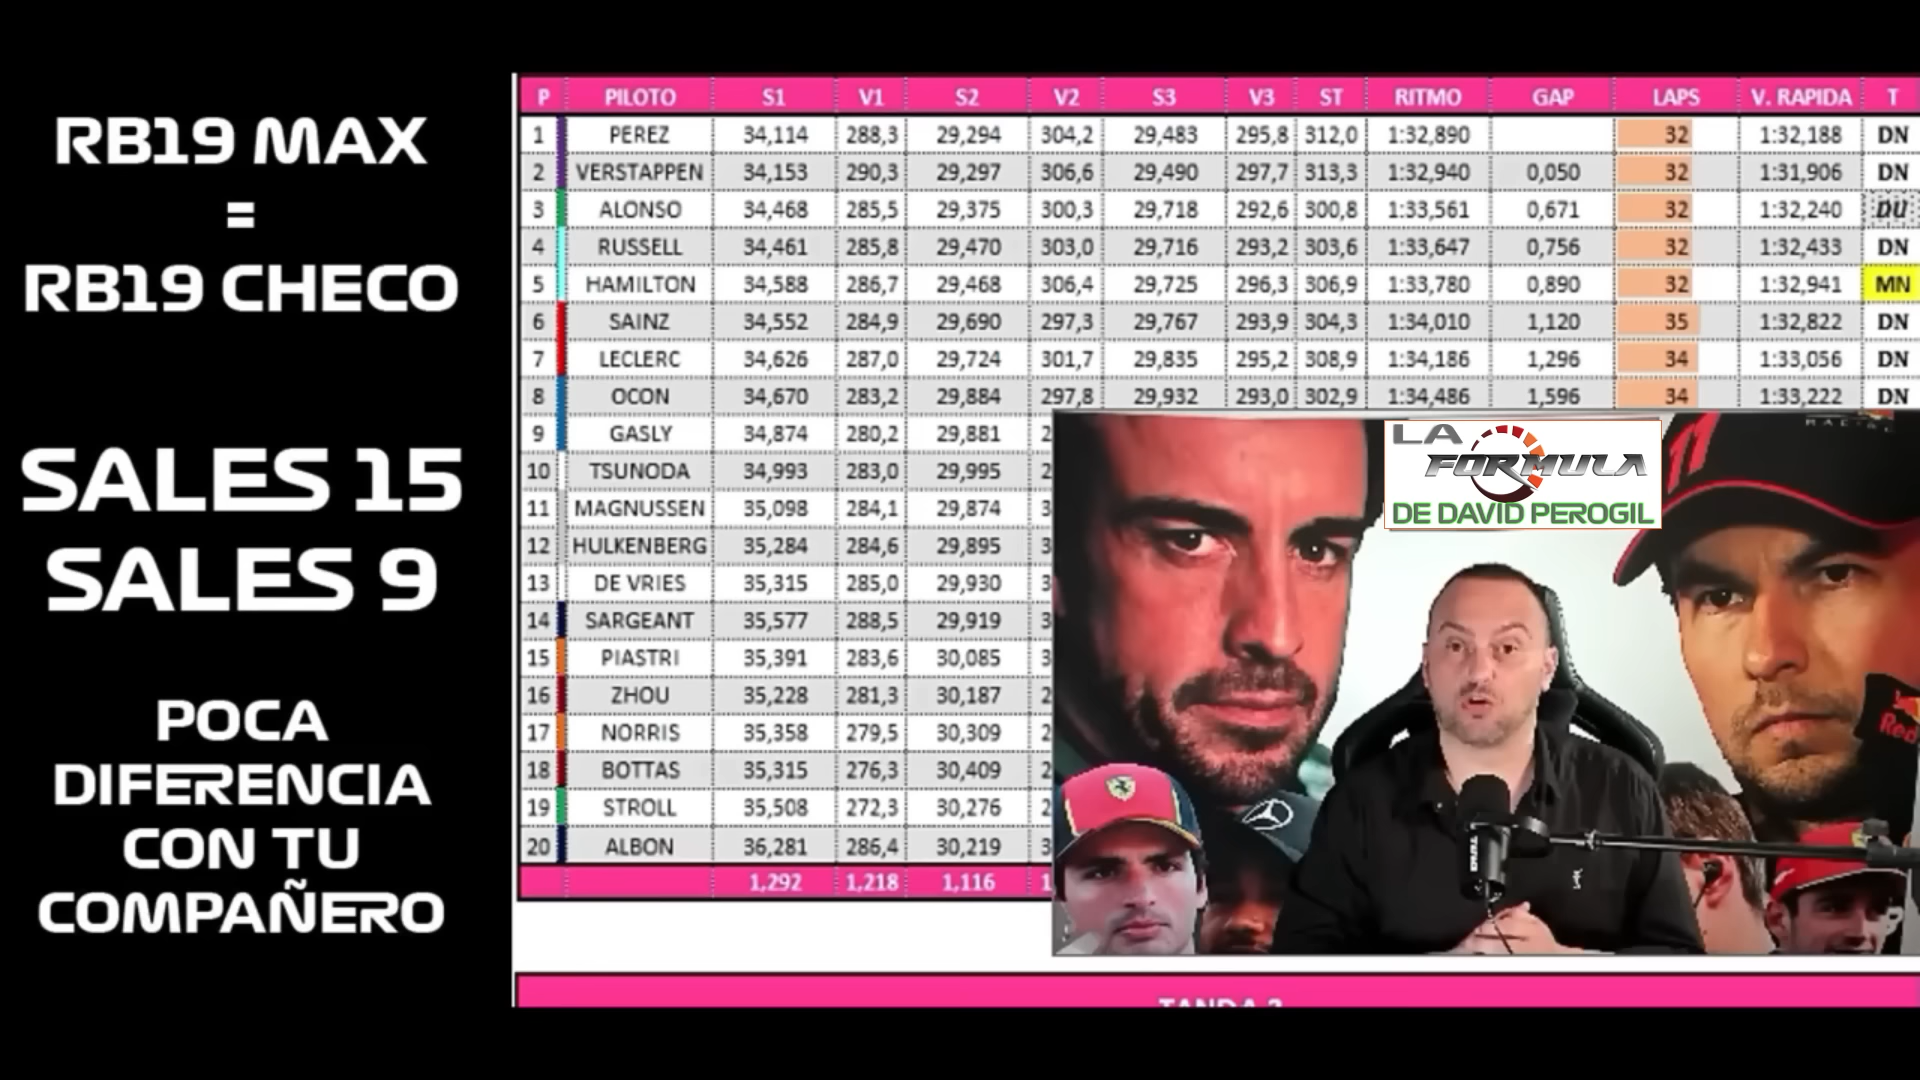 RB19 MAX
=
RB19 CHECO
SALES 15
SALES 9
POCA
DIFERENCIA
CON TU
COMPAÑERO
P PILOTO S1 V1 S2 V2 S3 V3 ST RITMO GAP LAPS V. RAPIDA T
1 PEREZ 34,114 288,3 29,294 304,2 29,483 295,8 312,0 1:32,890 32 1:32,188 DN
2 VERSTAPPEN 34,153 290,3 29,297 306,6 29,490 297,7 313,3 1:32,940 0,050 32 1:31,906 DN
3 ALONSO 34,468 285,5 29,375 300,3 29,718 292,6 300,8 1:33,561 0,671 32 1:32,240 DU
4 RUSSELL 34,461 285,8 29,470 303,0 29,716 293,2 303,6 1:33,647 0,756 32 1:32,433 DN
5 HAMILTON 34,588 286,7 29,468 306,4 29,725 296,3 306,9 1:33,780 0,890 32 1:32,941 MN
6 SAINZ 34,552 284,9 29,690 297,3 29,767 293,9 304,3 1:34,010 1,120 35 1:32,822 DN
7 LECLERC 34,626 287,0 29,724 301,7 29,835 295,2 308,9 1:34,186 1,296 34 1:33,056 DN
8 OCON 34,670 283,2 29,884 297,8 29,932 293,0 302,9 1:34,486 1,596 34 1:33,222 DN
9 GASLY 34,874 280,2 29,881 2
10 TSUNODA 34,993 283,0 29,995 2
11 MAGNUSSEN 35,098 284,1 29,874 3
12 HULKENBERG 35,284 284,6 29,895 3
13 DE VRIES 35,315 285,0 29,930 3
14 SARGEANT 35,577 288,5 29,919 3
15 PIASTRI 35,391 283,6 30,085 3
16 ZHOU 35,228 281,3 30,187 2
17 NORRIS 35,358 279,5 30,309 2
18 BOTTAS 35,315 276,3 30,409 2
19 STROLL 35,508 272,3 30,276 2
20 ALBON 36,281 286,4 30,219 3
1,292 1,218 1,116 1
LA
FORMULA
DE DAVID PEROGIL
11
Red